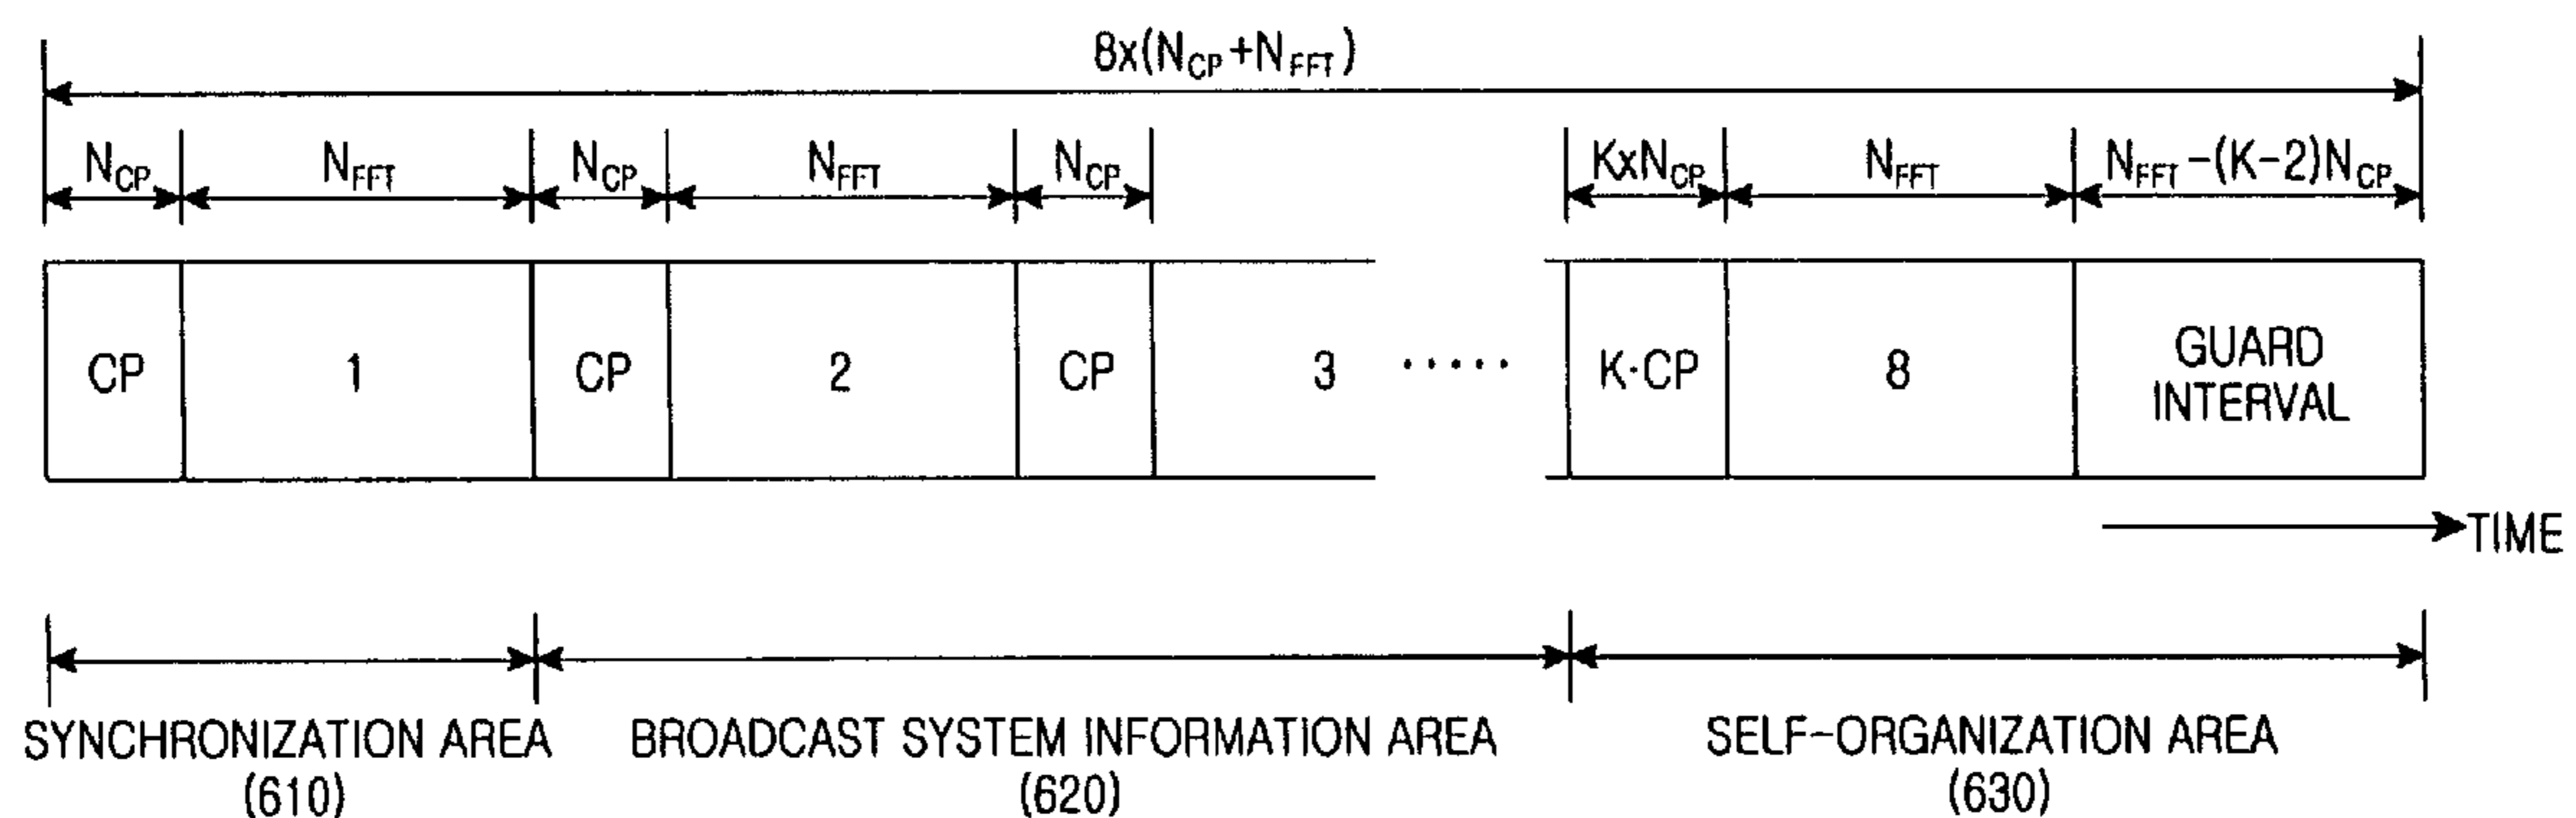 8x(NCP+NFFT)
NCP NFFT NCP NFFT NCP KxNCP NFFT NFFT-(K-2)NCP
CP 1 CP 2 CP 3 ····· K·CP 8 GUARD
INTERVAL
TIME
SYNCHRONIZATION AREA BROADCAST SYSTEM INFORMATION AREA SELF-ORGANIZATION AREA
(610) (620) (630)